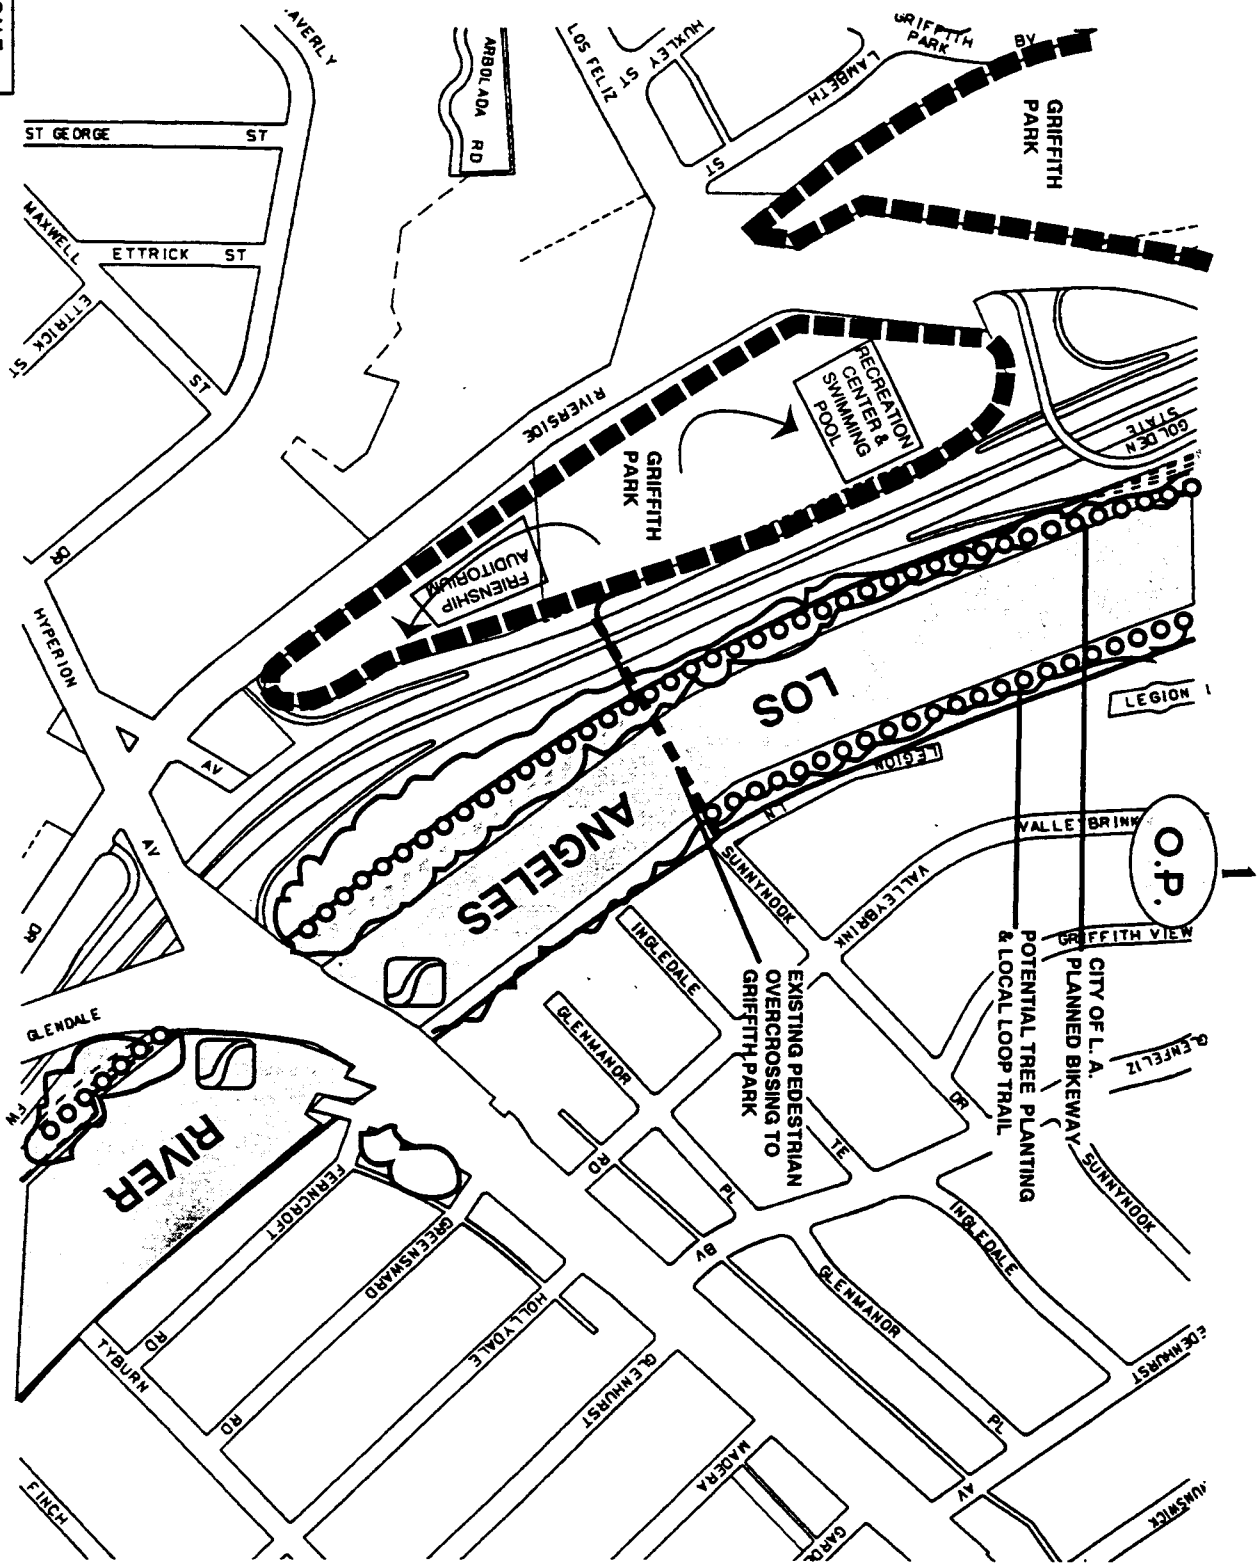 1
O.P.
GRIFFITH
PARK
BV
GRIFFITH
PARK
LAMBETH
ST
HUXLEY
ST
LOS FELIZ
ARBOLADA
RD
ST GEORGE
ST
MAXWELL
ETTRICK
ST
ETTRICK
ST
ST
DR
HYPERION
AV
AV
DR
RIVERSIDE
RECREATION
CENTER &
SWIMMING
POOL
GRIFFITH
PARK
FRIENSHIP
AUDITORIUM
GOLDEN
STATE
LOS
ANGELES
RIVER
LEGION
LEGION
LN
VALLEYBRINK
VALLEYBRINK
SUNNYNOOK
DR
GRIFFITH VIEW
GLENFELIZ
CITY OF L. A.
PLANNED BIKEWAY
POTENTIAL TREE PLANTING
& LOCAL LOOP TRAIL
EXISTING PEDESTRIAN
OVERCROSSING TO
GRIFFITH PARK
SUNNYNOOK
INGLEDALE
TE
GLENMANOR
PL
INGLEDALE
GLENMANOR
PL
RD
BV
EDENHURST
AV
GLENDALE
FW
FERNCROFT
RD
GREENSWARD
RD
HOLLYDALE
GLENHURST
MADERA
TYBURN
FINCH